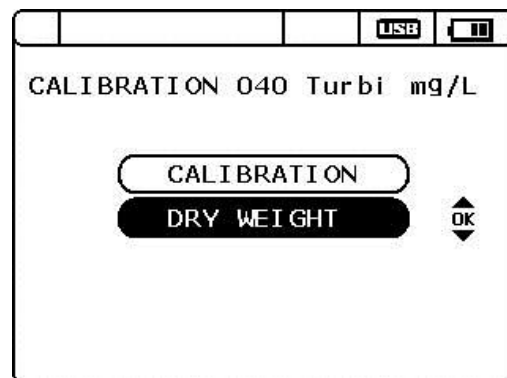 USB
CALIBRATION 040 Turbi mg/L
CALIBRATION
DRY WEIGHT
OK